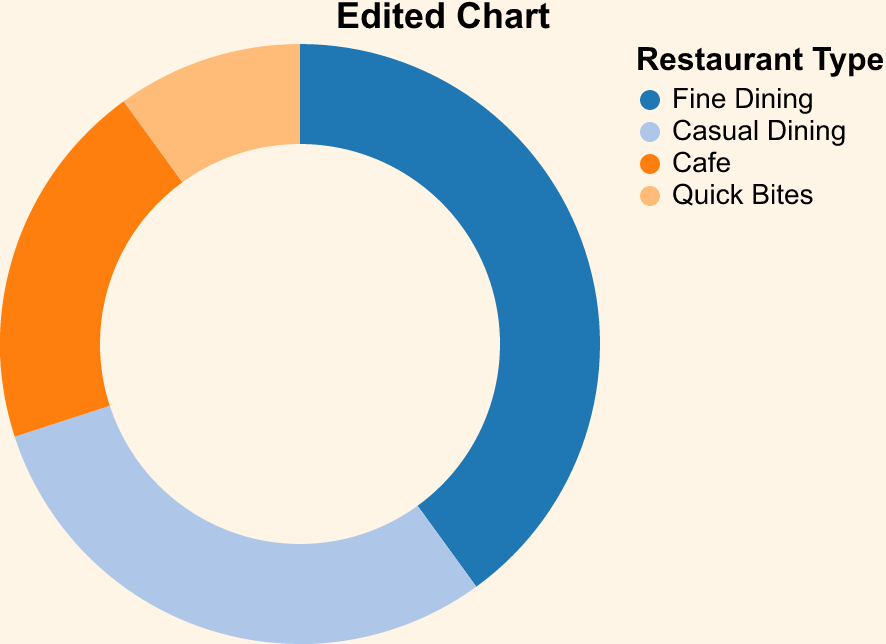 Edited Chart
Restaurant Type
Fine Dining
Casual Dining
Cafe
Quick Bites